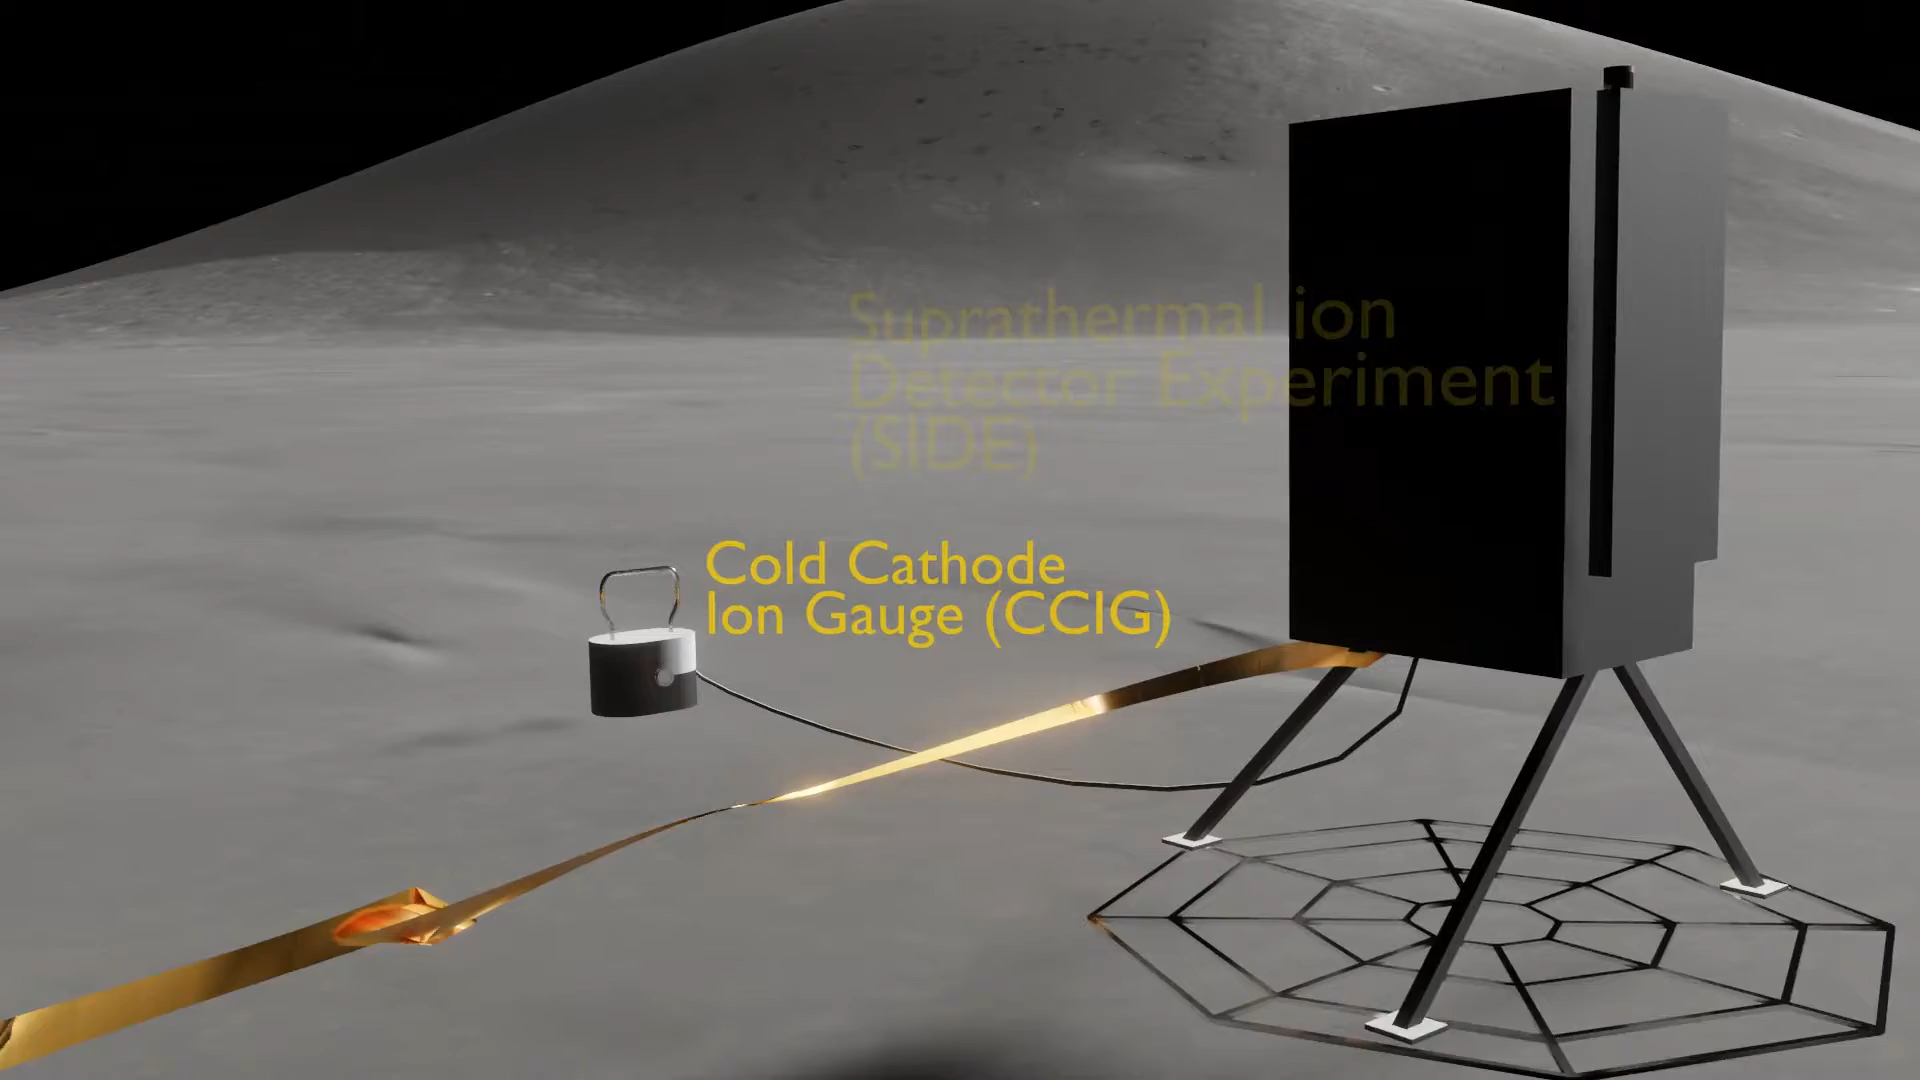 Suprathermal ion
Detector Experiment
(SIDE)
Cold Cathode
Ion Gauge (CCIG)